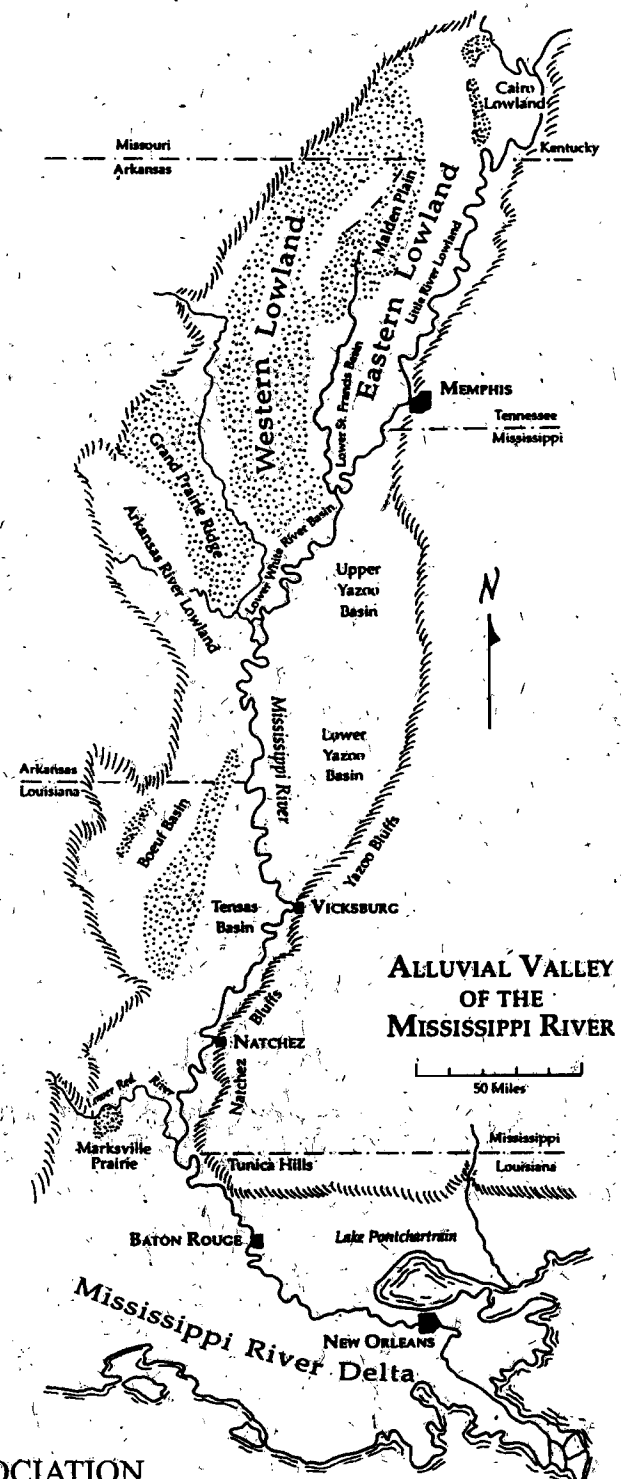 Cairo
Lowland
Missouri
Arkansas
Kentucky
Malden Plain
Western Lowland
Eastern Lowland
Little River Lowland
Lower St. Francis Basin
MEMPHIS
Tennessee
Mississippi
Grand Prairie Ridge
Arkansas River Lowland
Lower White River Basin
Upper
Yazoo
Basin
N
Mississippi River
Lower
Yazoo
Basin
Arkansas
Louisiana
Boeuf Basin
Yazoo Bluffs
Tensas
Basin
VICKSBURG
ALLUVIAL VALLEY
OF THE
MISSISSIPPI RIVER
50 Miles
Natchez Bluffs
NATCHEZ
Red River
Marksville
Prairie
Mississippi
Louisiana
Tunica Hills
BATON ROUGE
Lake Pontchartrain
NEW ORLEANS
Mississippi River Delta
OCIATION